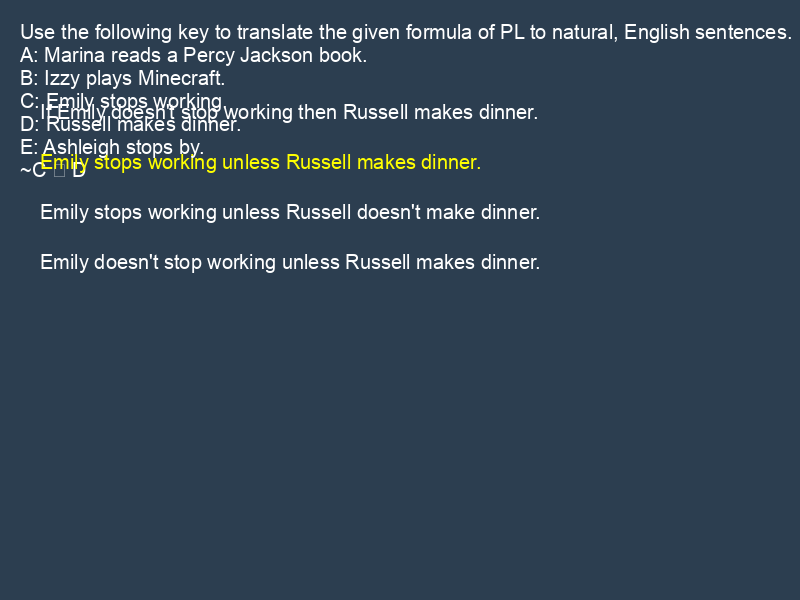 Use the following key to translate the given formula of PL to natural, English sentences.
A: Marina reads a Percy Jackson book.
B: Izzy plays Minecraft.
C: Emily stops working.
If Emily doesn't stop working then Russell makes dinner.
D: Russell makes dinner.
E: Ashleigh stops by.
Emily stops working unless Russell makes dinner.
~C □ D
Emily stops working unless Russell doesn't make dinner.
Emily doesn't stop working unless Russell makes dinner.